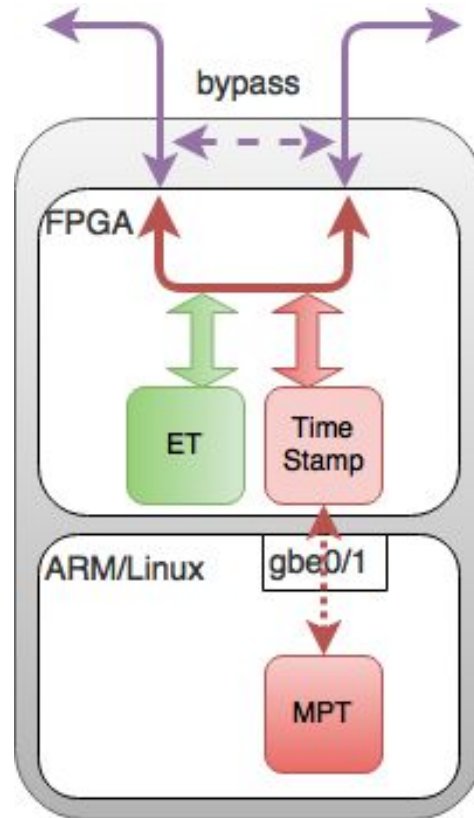 bypass
FPGA
ET
Time
Stamp
ARM/Linux
gbe0/1
MPT